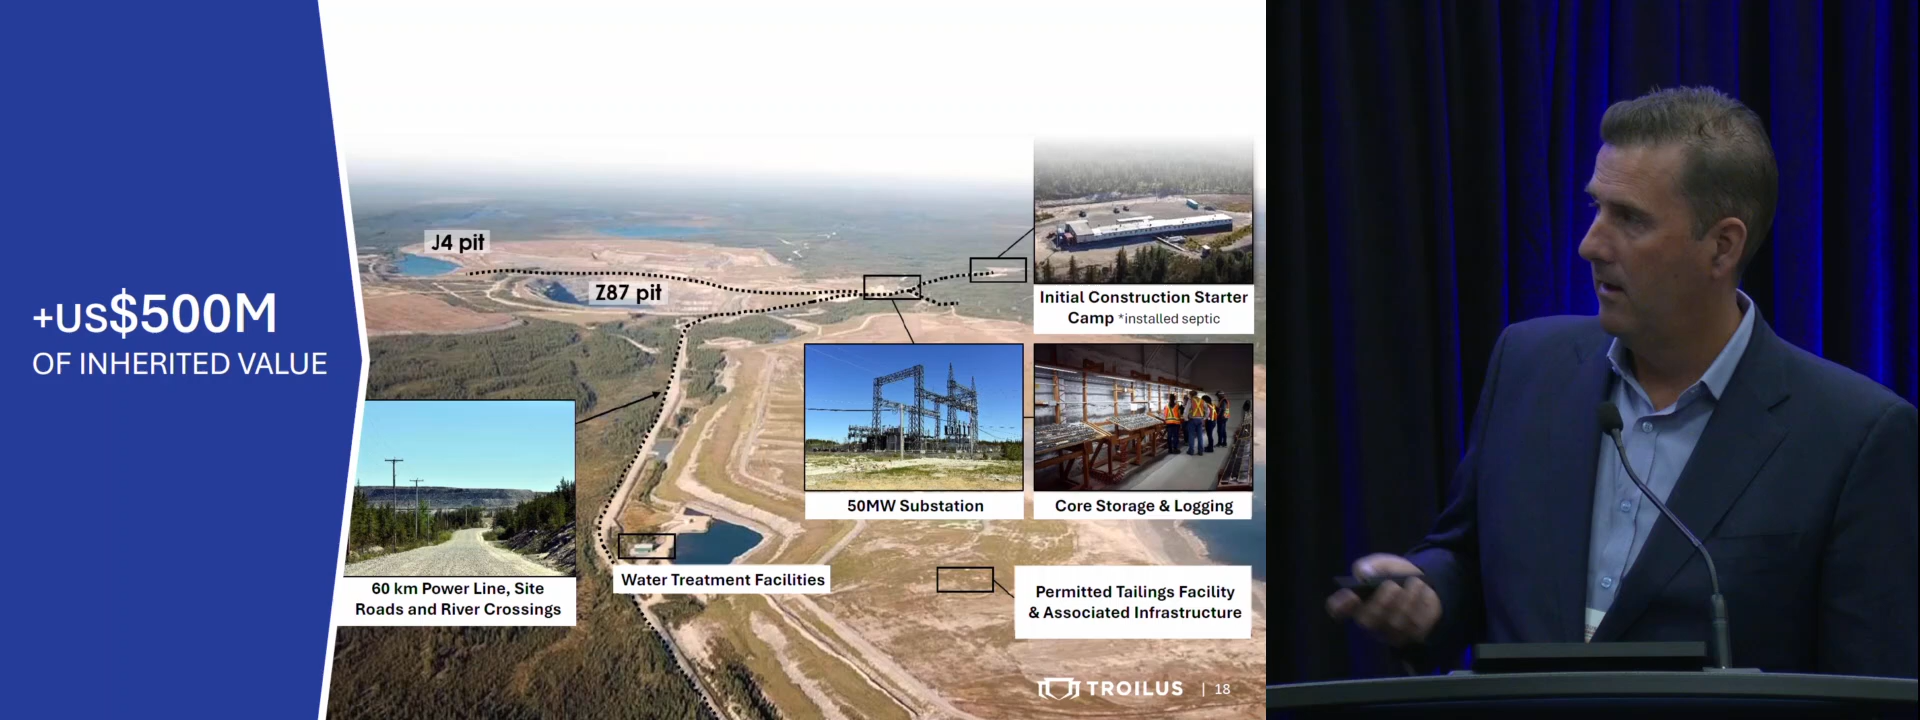 +US$500M
OF INHERITED VALUE
J4 pit
Z87 pit
Initial Construction Starter
Camp *installed septic
50MW Substation
Core Storage & Logging
60 km Power Line, Site
Roads and River Crossings
Water Treatment Facilities
Permitted Tailings Facility
& Associated Infrastructure
TROILUS | 18